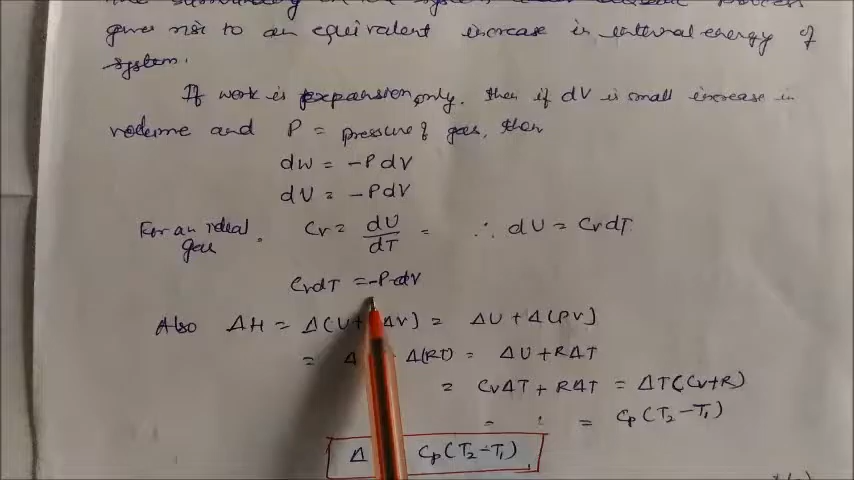 gives rise to an equivalent increase in internal energy of
system.
If work is expansion only. then if dV is small increase in
volume and P = pressure of gas, then
dW = -PdV
dU = -PdV
For an ideal gas, Cv = dU/dT = ∴ dU = CvdT
CvdT = -PdV
Also ΔH = Δ(U+ ΔV) = ΔU + Δ(PV)
= Δ Δ(RT) = ΔU + RΔT
= CvΔT + RΔT = ΔT(Cv+R)
= = Cp(T2-T1)
Δ Cp(T2-T1)